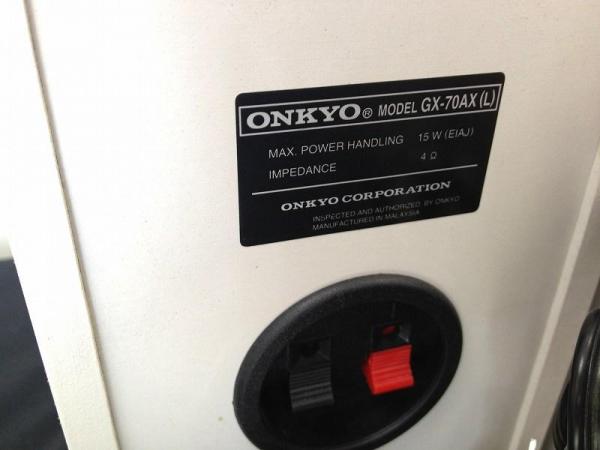 ONKYO® MODEL GX-70AX (L)
MAX. POWER HANDLING 15 W (EIAJ)
IMPEDANCE 4 Ω
ONKYO CORPORATION
INSPECTED AND AUTHORIZED BY ONKYO
MANUFACTURED IN MALAYSIA